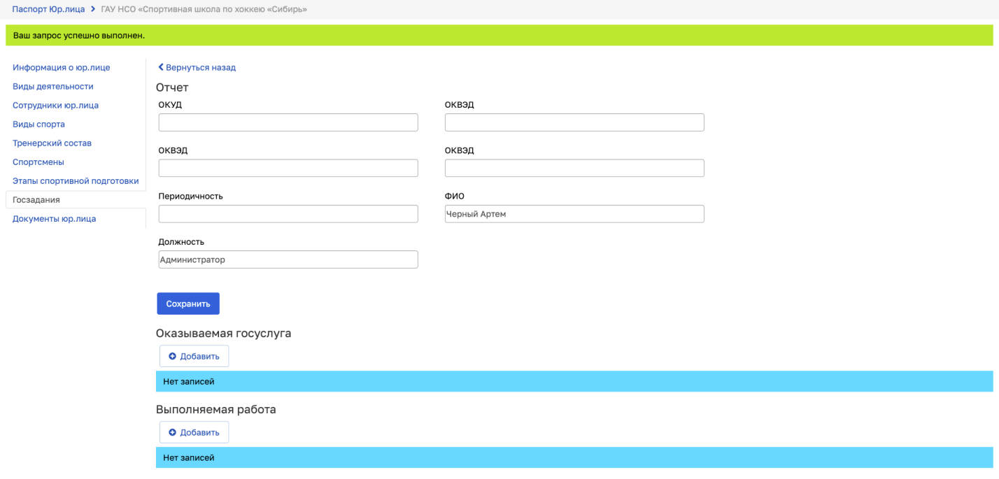 Паспорт Юр.лица > ГАУ НСО «Спортивная школа по хоккею «Сибирь»
Ваш запрос успешно выполнен.
Информация о юр.лице
Виды деятельности
Сотрудники юр.лица
Виды спорта
Тренерский состав
Спортсмены
Этапы спортивной подготовки
Госзадания
Документы юр.лица
Вернуться назад
Отчет
ОКУД
ОКВЭД
ОКВЭД
ОКВЭД
Периодичность
ФИО
Черный Артем
Должность
Администратор
Сохранить
Оказываемая госуслуга
Добавить
Нет записей
Выполняемая работа
Добавить
Нет записей